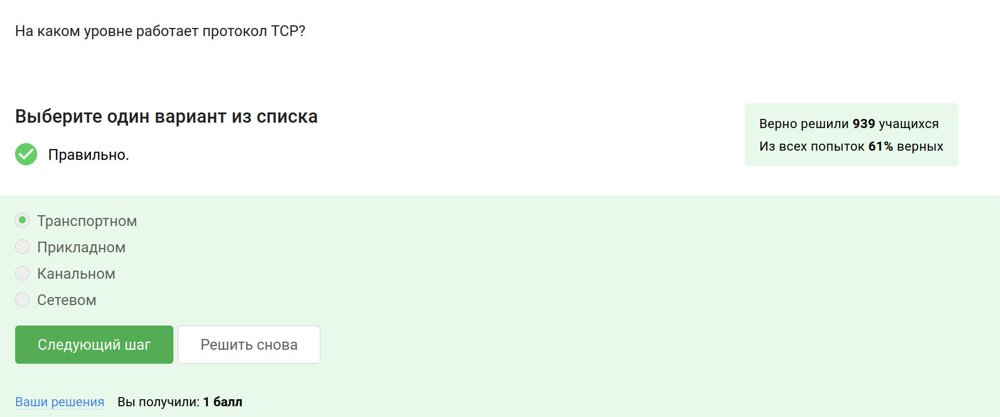 На каком уровне работает протокол TCP?
Выберите один вариант из списка
Верно решили 939 учащихся
Из всех попыток 61% верных
Правильно.
Транспортном
Прикладном
Канальном
Сетевом
Следующий шаг
Решить снова
Ваши решения
Вы получили: 1 балл